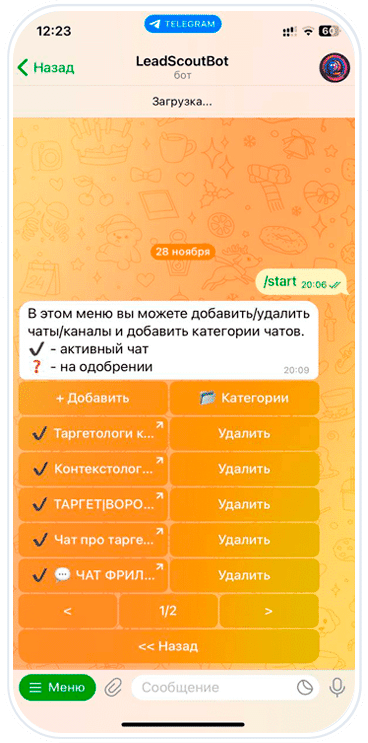 12:23
TELEGRAM
60
Назад
LeadScoutBot
бот
Загрузка...
28 ноября
/start 20:06
В этом меню вы можете добавить/удалить
чаты/каналы и добавить категории чатов.
✔ - активный чат
❓ - на одобрении
20:09
+ Добавить
Категории
✔ Таргетологи к...
Удалить
✔ Контекстолог...
Удалить
✔ ТАРГЕТ|ВОРО...
Удалить
✔ Чат про тарге...
Удалить
✔ 💬 ЧАТ ФРИЛ...
Удалить
<
1/2
>
<< Назад
Меню
Сообщение